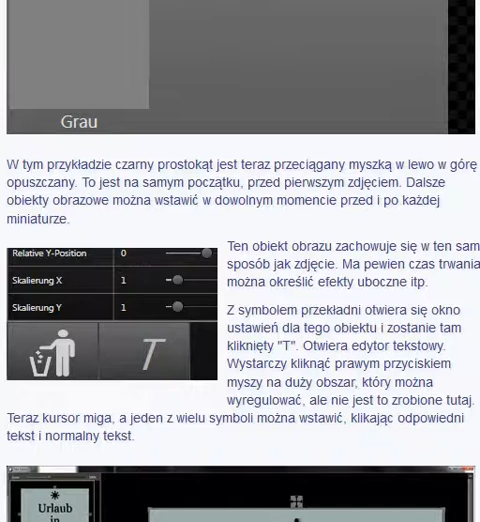 Grau
W tym przykładzie czarny prostokąt jest teraz przeciągany myszką w lewo w górę
opuszczany. To jest na samym początku, przed pierwszym zdjęciem. Dalsze
obiekty obrazowe można wstawić w dowolnym momencie przed i po każdej
miniaturze.
Ten obiekt obrazu zachowuje się w ten sam
sposób jak zdjęcie. Ma pewien czas trwania
można określić efekty uboczne itp.
Relative Y-Position 0
Skalierung X 1
Skalierung Y 1
T
Z symbolem przekładni otwiera się okno
ustawień dla tego obiektu i zostanie tam
kliknięty "T". Otwiera edytor tekstowy.
Wystarczy kliknąć prawym przyciskiem
myszy na duży obszar, który można
wyregulować, ale nie jest to zrobione tutaj.
Teraz kursor miga, a jeden z wielu symboli można wstawić, klikając odpowiedni
tekst i normalny tekst.
Urlaub
in